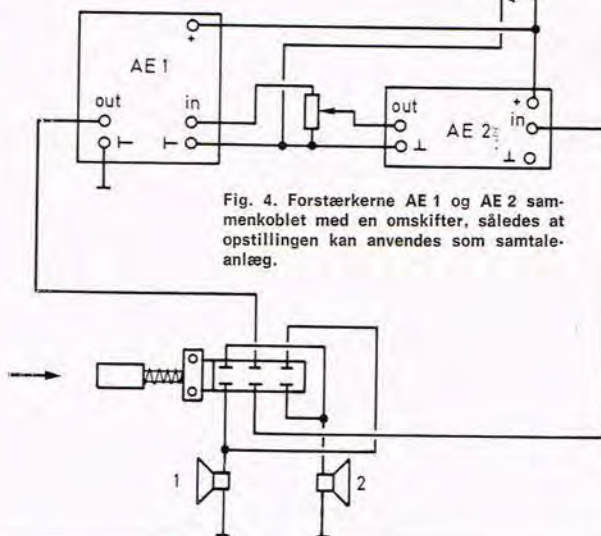 +
AE 1
out
in
out
+
in
AE 2
Fig. 4. Forstærkerne AE 1 og AE 2 sam-
menkoblet med en omskifter, således at
opstillingen kan anvendes som samtale-
anlæg.
1
2